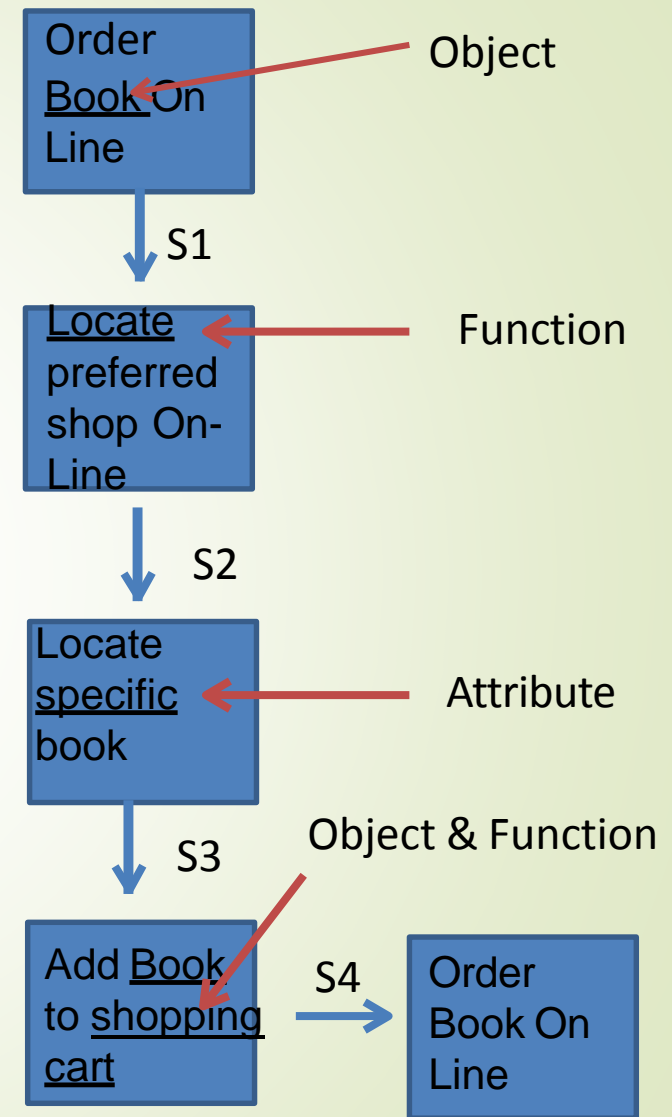 Order
Book On
Line
Object
S1
Locate
preferred
shop On-
Line
Function
S2
Locate
specific
book
Attribute
S3
Object & Function
Add Book
to shopping
cart
S4
Order
Book On
Line